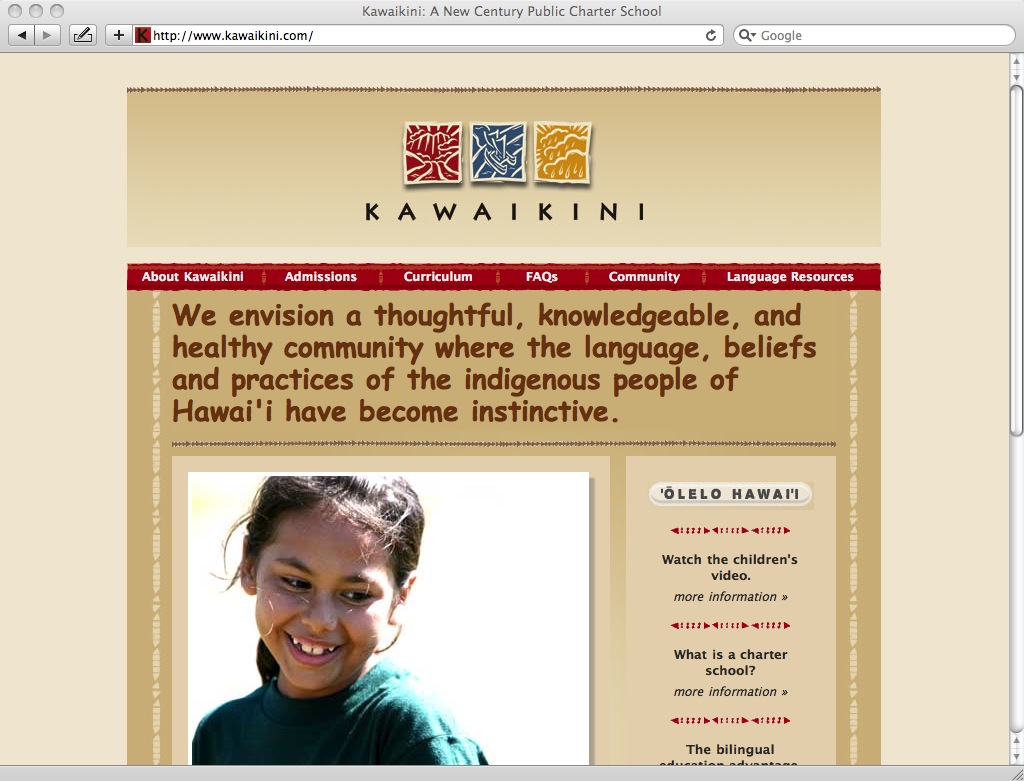 Kawaikini: A New Century Public Charter School
K http://www.kawaikini.com/
Google
KAWAIKINI
About Kawaikini
Admissions
Curriculum
FAQs
Community
Language Resources
We envision a thoughtful, knowledgeable, and
healthy community where the language, beliefs
and practices of the indigenous people of
Hawai'i have become instinctive.
'ŌLELO HAWAI'I
Watch the children's
video.
more information »
What is a charter
school?
more information »
The bilingual
education advantage